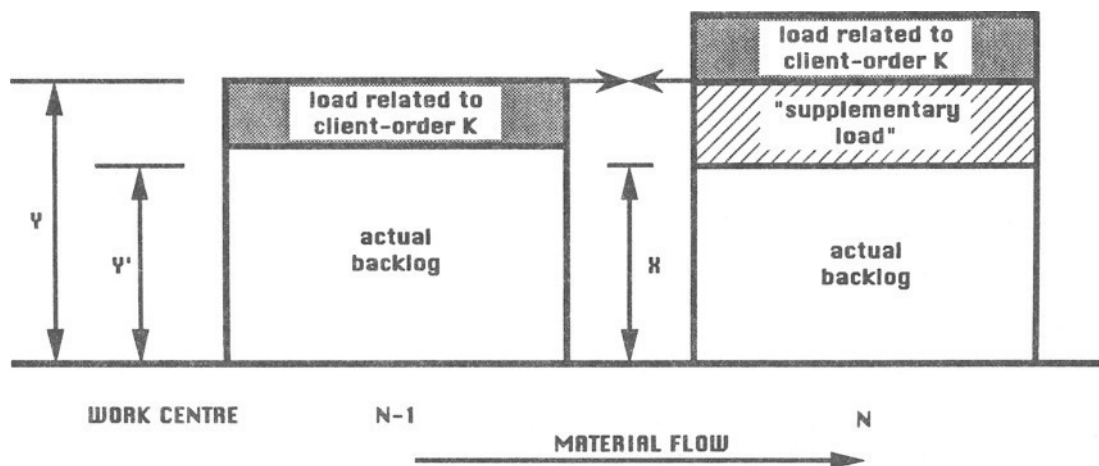 load related to
client-order K
load related to
client-order K
"supplementary
load"
Y
Y'
actual
backlog
X
actual
backlog
WORK CENTRE
N-1
N
MATERIAL FLOW